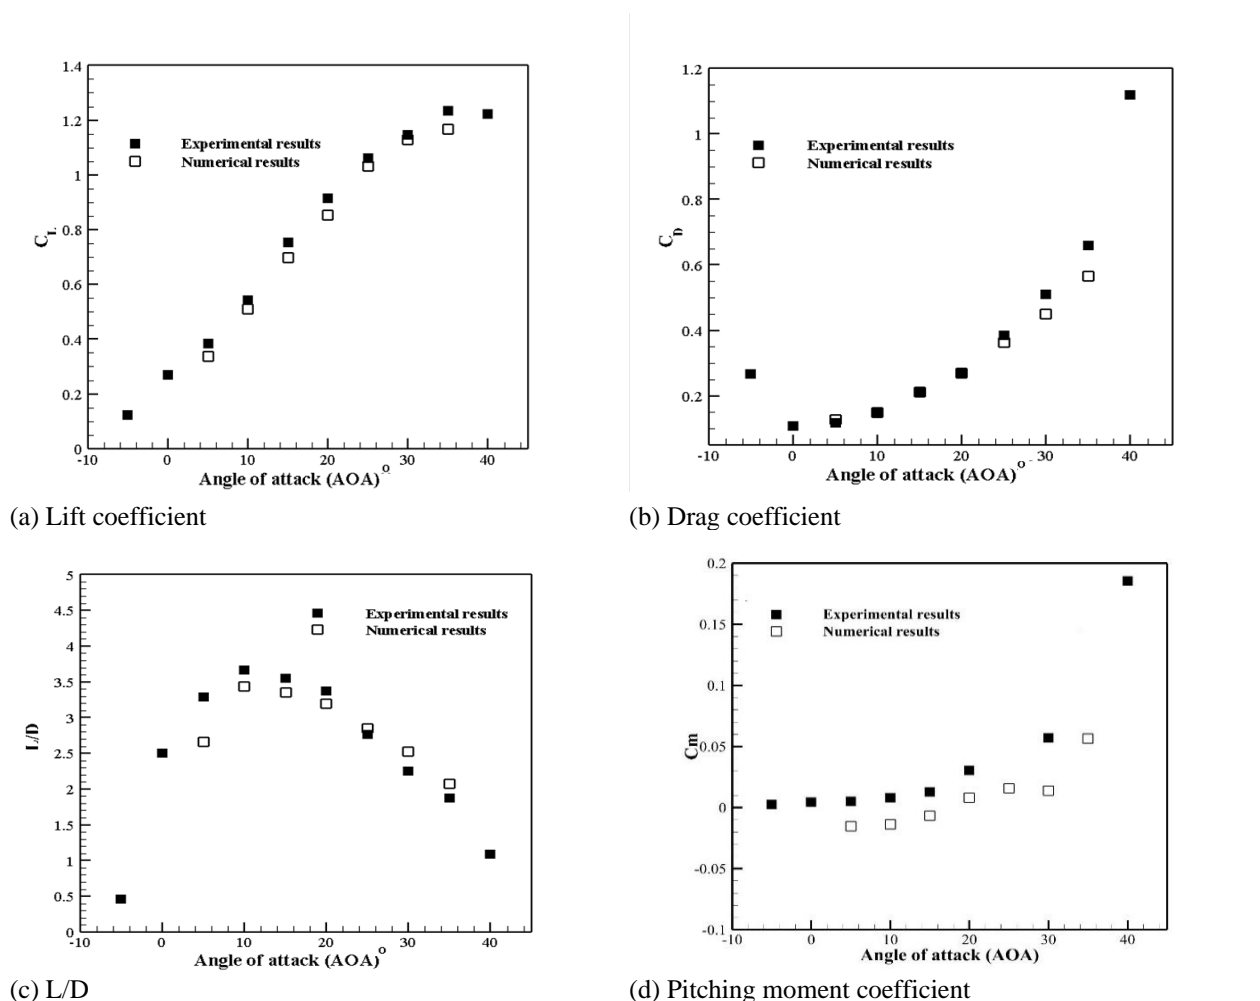 1.4
1.2
1
0.8
0.6
0.4
0.2
0
C_L
Experimental results
Numerical results
-10
0
10
20
30
40
Angle of attack (AOA)°
(a) Lift coefficient
1.2
1
0.8
0.6
0.4
0.2
C_D
Experimental results
Numerical results
-10
0
10
20
30
40
Angle of attack (AOA)°
(b) Drag coefficient
5
4.5
4
3.5
3
2.5
2
1.5
1
0.5
0
L/D
Experimental results
Numerical results
-10
0
10
20
30
40
Angle of attack (AOA)°
(c) L/D
0.2
0.15
0.1
0.05
0
-0.05
-0.1
Cm
Experimental results
Numerical results
-10
0
10
20
30
40
Angle of attack (AOA)
(d) Pitching moment coefficient